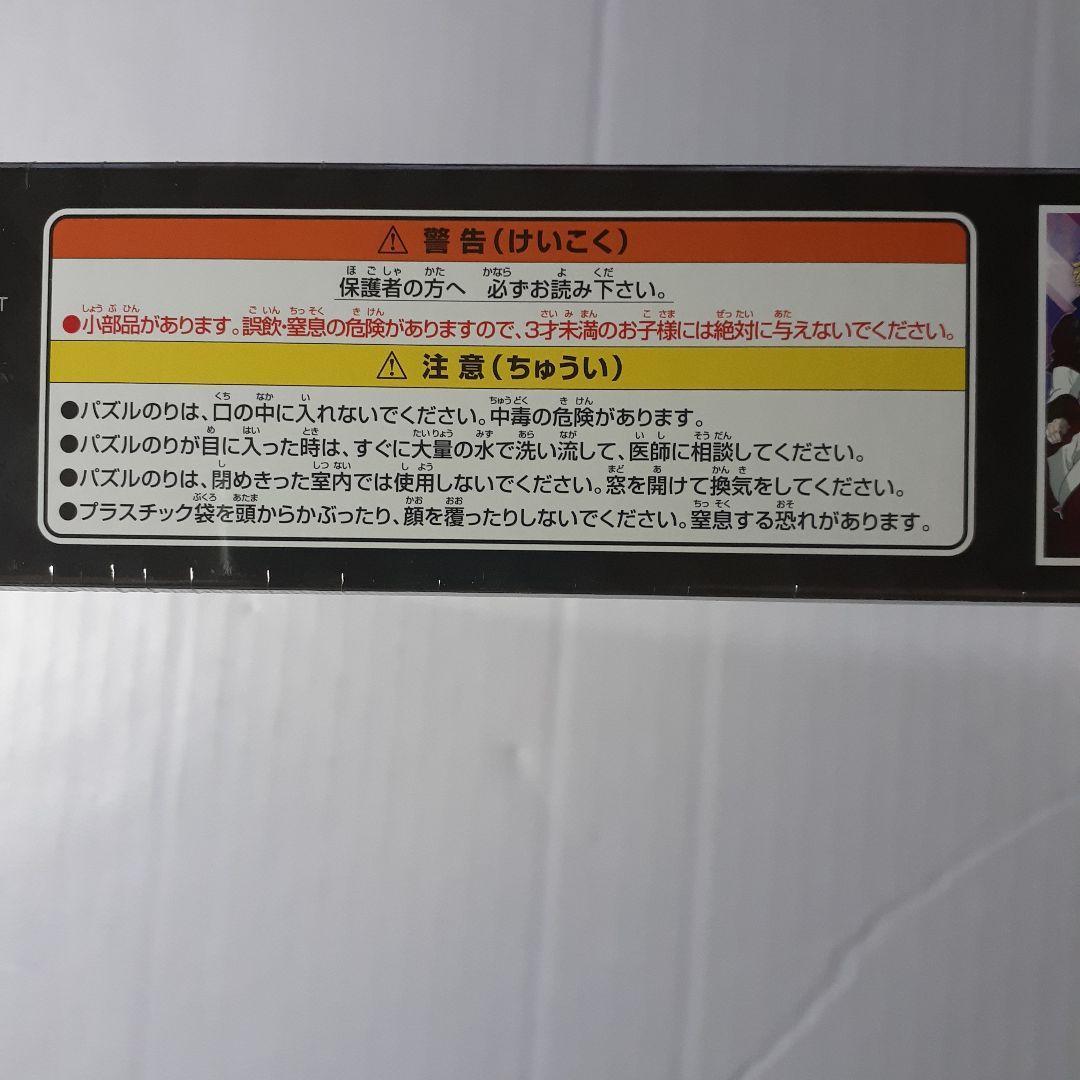 T
⚠ 警告(けいこく)
保護者の方へ 必ずお読み下さい。
●小部品があります。誤飲・窒息の危険がありますので、3才未満のお子様には絶対に与えないでください。
⚠ 注意(ちゅうい)
●パズルのりは、口の中に入れないでください。中毒の危険があります。
●パズルのりが目に入った時は、すぐに大量の水で洗い流して、医師に相談してください。
●パズルのりは、閉めきった室内では使用しないでください。窓を開けて換気をしてください。
●プラスチック袋を頭からかぶったり、顔を覆ったりしないでください。窒息する恐れがあります。